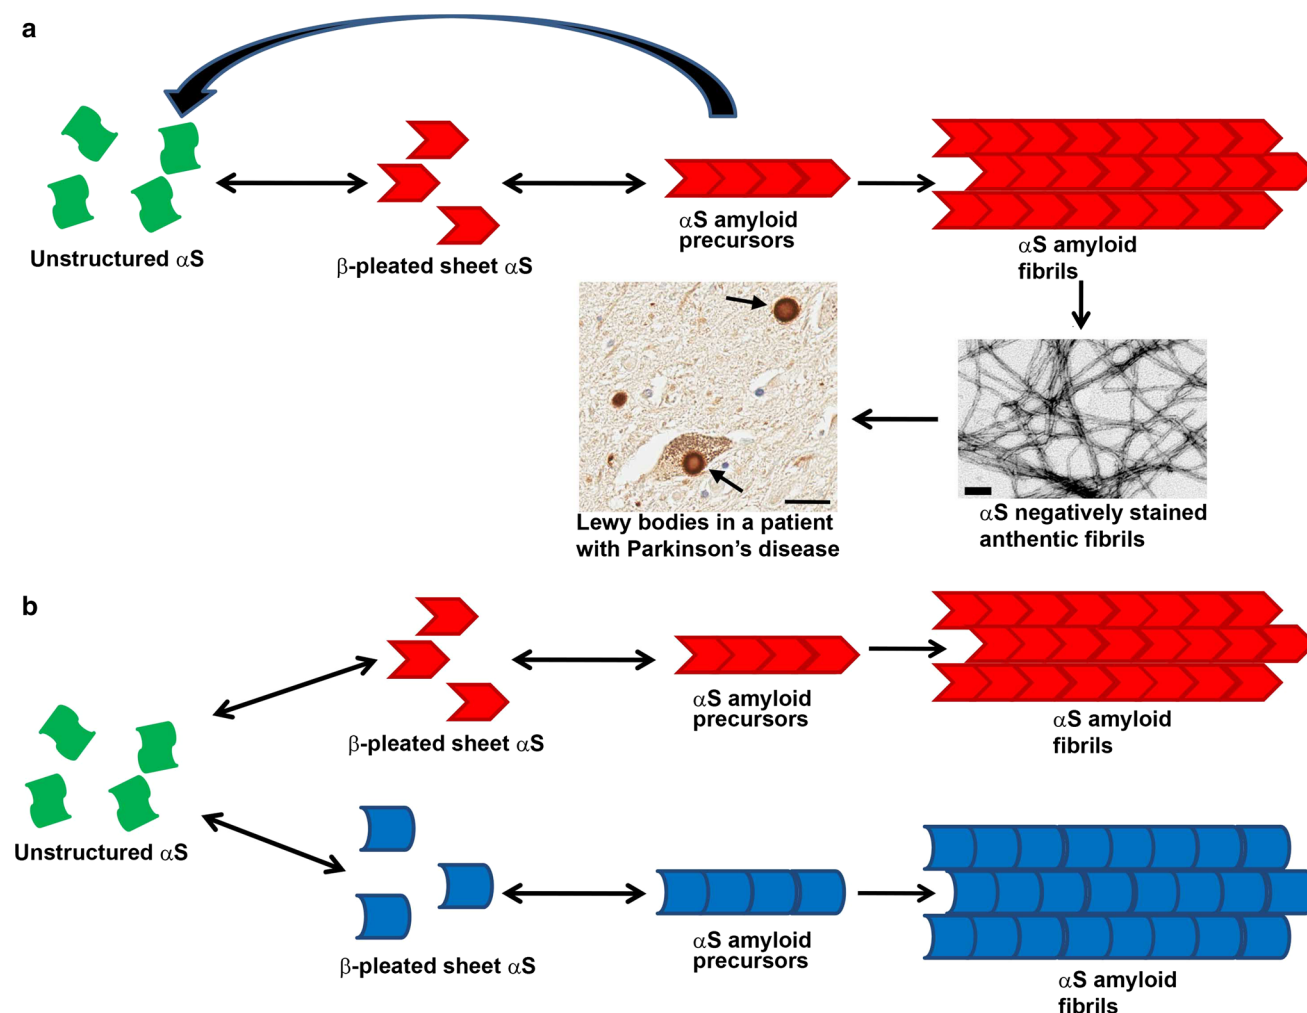 a
Unstructured αS
β-pleated sheet αS
αS amyloid
precursors
αS amyloid
fibrils
Lewy bodies in a patient
with Parkinson's disease
αS negatively stained
anthentic fibrils
b
β-pleated sheet αS
αS amyloid
precursors
αS amyloid
fibrils
Unstructured αS
β-pleated sheet αS
αS amyloid
precursors
αS amyloid
fibrils